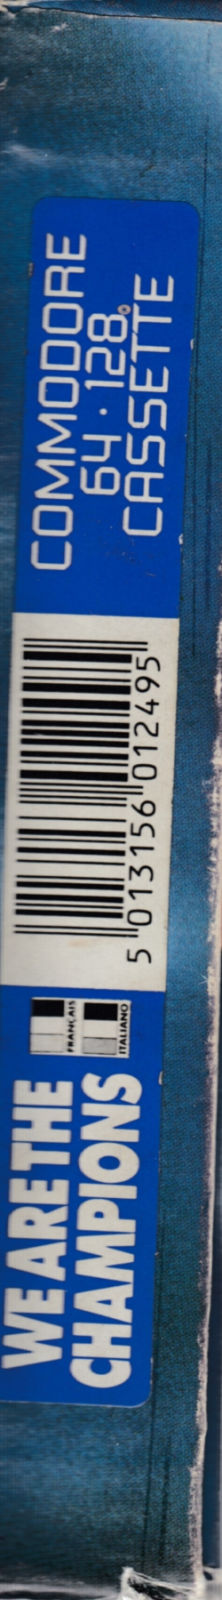 WE ARE THE
CHAMPIONS
FRANÇAIS
ITALIANO
5 013156 012495
COMMODORE
64 · 128
CASSETTE